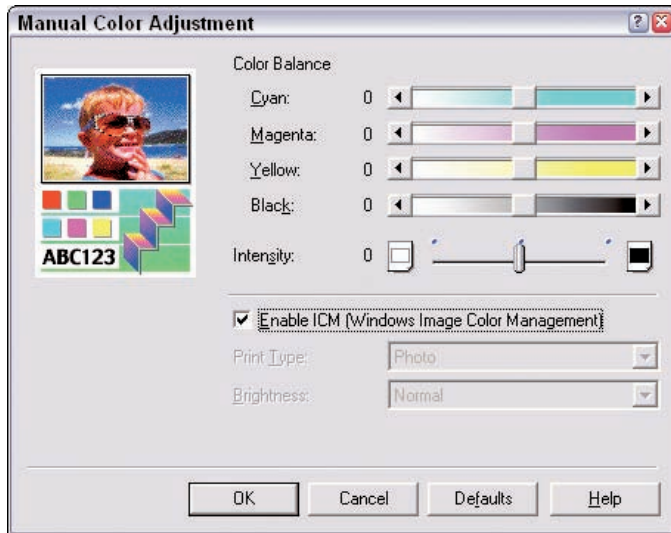 Manual Color Adjustment
ABC123
Color Balance
Cyan: 0
Magenta: 0
Yellow: 0
Black: 0
Intensity: 0
Enable ICM (Windows Image Color Management)
Print Type: Photo
Brightness: Normal
OK Cancel Defaults Help